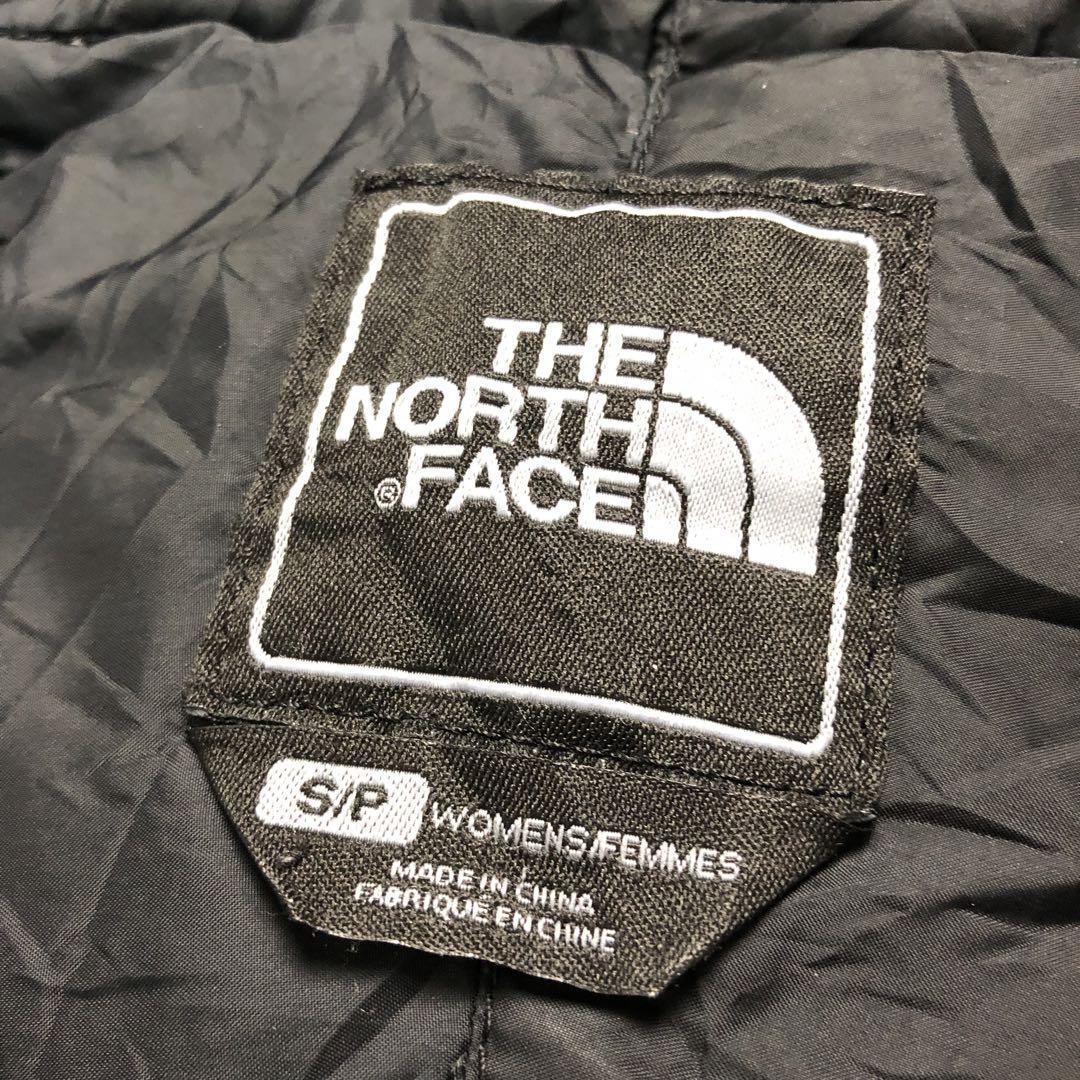 THE
NORTH
FACE
®
S/P WOMENS/FEMMES
MADE IN CHINA
FABRIQUE EN CHINE